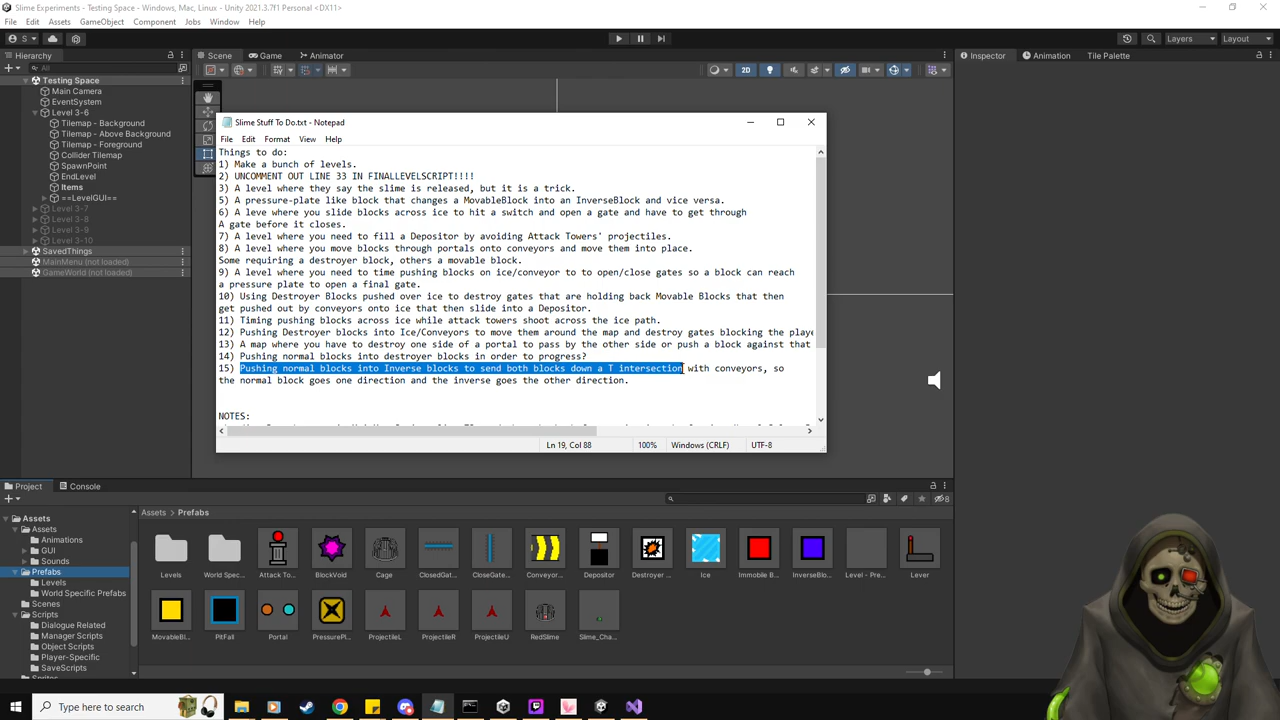 Slime Experiments - Testing Space - Windows, Mac, Linux - Unity 2021.3.7f1 Personal <DX11>
File Edit Assets GameObject Component Jobs Window Help
S
Layers Layout
Hierarchy
All
Testing Space
Main Camera
EventSystem
Level 3-6
Tilemap - Background
Tilemap - Above Background
Tilemap - Foreground
Collider Tilemap
SpawnPoint
EndLevel
Items
==LevelGUI==
Level 3-7
Level 3-8
Level 3-9
Level 3-10
SavedThings
MainMenu (not loaded)
GameWorld (not loaded)
Scene Game Animator
2D
Inspector Animation Tile Palette
Slime Stuff To Do.txt - Notepad
File Edit Format View Help
Things to do:
1) Make a bunch of levels.
2) UNCOMMENT OUT LINE 33 IN FINALLEVELSCRIPT!!!!
3) A level where they say the slime is released, but it is a trick.
5) A pressure-plate like block that changes a MovableBlock into an InverseBlock and vice versa.
6) A leve where you slide blocks across ice to hit a switch and open a gate and have to get through
A gate before it closes.
7) A level where you need to fill a Depositor by avoiding Attack Towers' projectiles.
8) A level where you move blocks through portals onto conveyors and move them into place.
Some requiring a destroyer block, others a movable block.
9) A level where you need to time pushing blocks on ice/conveyor to to open/close gates so a block can reach
a pressure plate to open a final gate.
10) Using Destroyer Blocks pushed over ice to destroy gates that are holding back Movable Blocks that then
get pushed out by conveyors onto ice that then slide into a Depositor.
11) Timing pushing blocks across ice while attack towers shoot across the ice path.
12) Pushing Destroyer blocks into Ice/Conveyors to move them around the map and destroy gates blocking the playe
13) A map where you have to destroy one side of a portal to pass by the other side or push a block against that
14) Pushing normal blocks into destroyer blocks in order to progress?
15) Pushing normal blocks into Inverse blocks to send both blocks down a T intersection with conveyors, so
the normal block goes one direction and the inverse goes the other direction.
NOTES:
Ln 19, Col 88 100% Windows (CRLF) UTF-8
Project Console
8
Assets
Assets
Animations
GUI
Sounds
Prefabs
Levels
World Specific Prefabs
Scenes
Scripts
Dialogue Related
Manager Scripts
Object Scripts
Player-Specific
SaveScripts
Assets > Prefabs
Levels World Spec... Attack To... BlockVoid Cage ClosedGat... CloseGate... Conveyor... Depositor Destroyer ... Ice Immobile B... InverseBlo... Level - Pre... Lever
MovableBl... PitFall Portal PressurePl... ProjectileL ProjectileR ProjectileU RedSlime Slime_Cha...
Type here to search